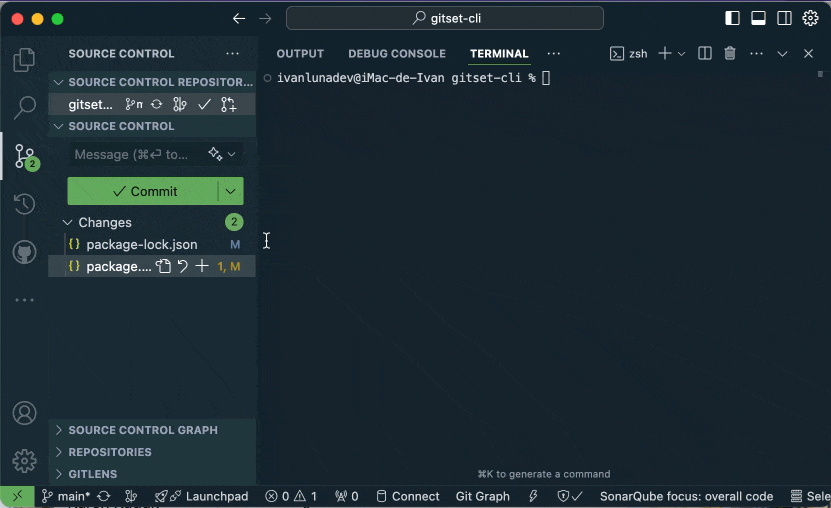 gitset-cli
SOURCE CONTROL ...
SOURCE CONTROL REPOSITOR...
gitset...
SOURCE CONTROL
Message (⌘⏎ to...
Commit
Changes 2
{} package-lock.json M
{} package.... 1, M
2
SOURCE CONTROL GRAPH
REPOSITORIES
GITLENS
OUTPUT DEBUG CONSOLE TERMINAL ... zsh ...
ivanlunadev@iMac-de-Ivan gitset-cli %
⌘K to generate a command
main* Launchpad 0 1 0 Connect Git Graph SonarQube focus: overall code Sele